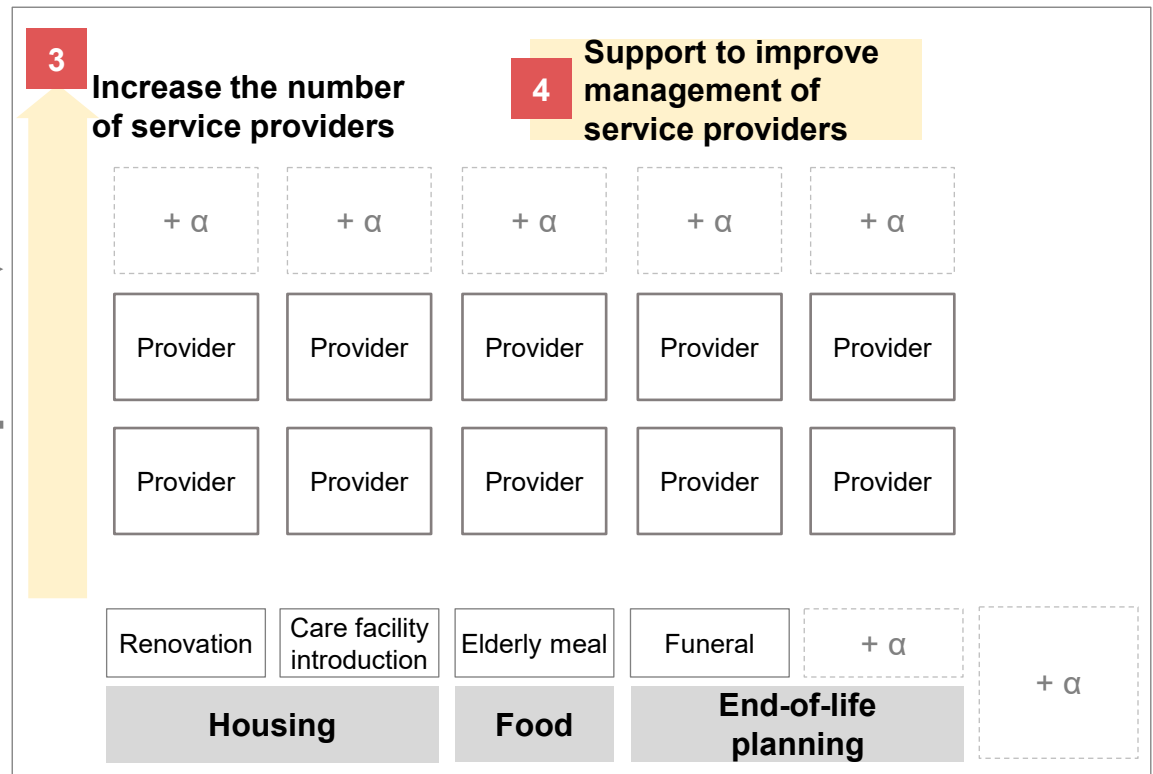 3
Increase the number
of service providers
4
Support to improve
management of
service providers
+ α
+ α
+ α
+ α
+ α
Provider
Provider
Provider
Provider
Provider
Provider
Provider
Provider
Provider
Provider
Renovation
Care facility
introduction
Elderly meal
Funeral
+ α
+ α
Housing
Food
End-of-life
planning